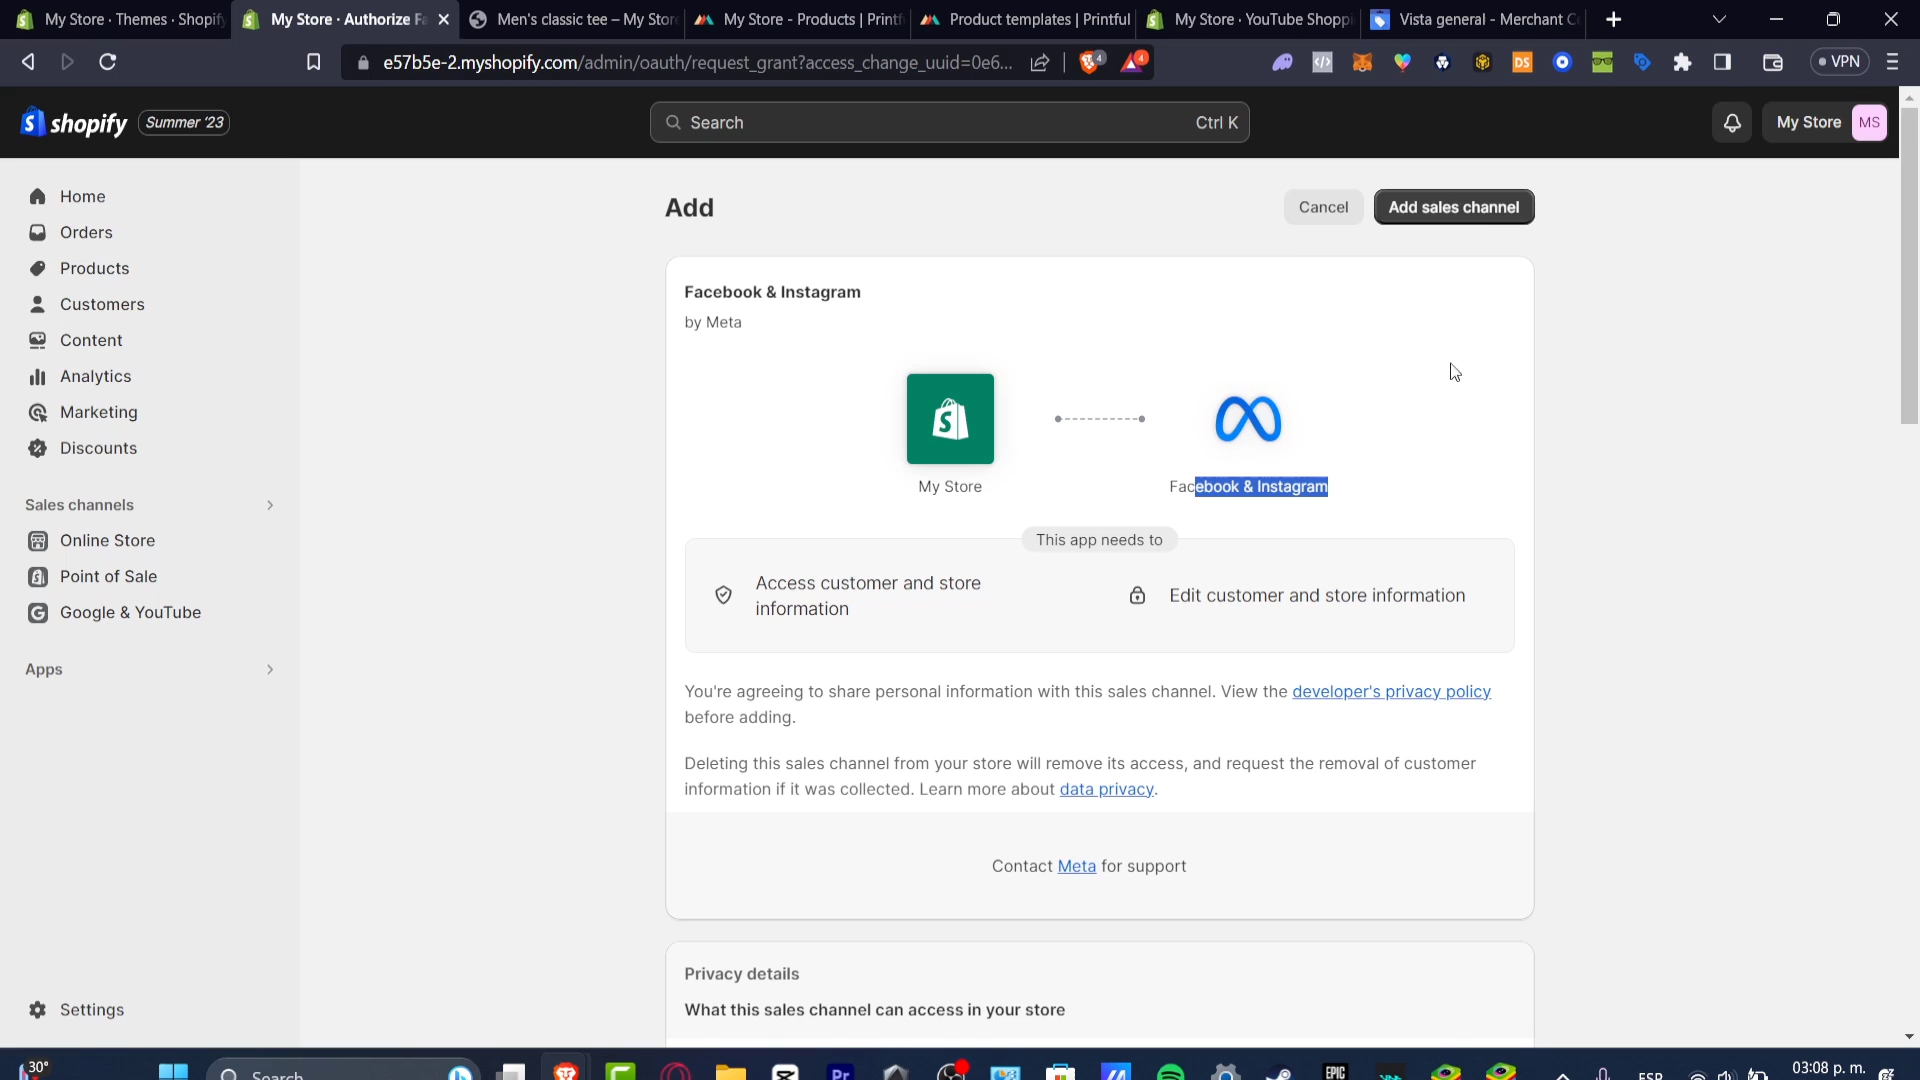 My Store · Themes · Shopify
My Store · Authorize Fa
Men's classic tee – My Stor
My Store - Products | Printf
Product templates | Printful
My Store · YouTube Shoppi
Vista general - Merchant C
e57b5e-2.myshopify.com/admin/oauth/request_grant?access_change_uuid=0e6...
4
4
DS
VPN
shopify
Summer '23
Search
Ctrl K
My Store
MS
Home
Orders
Products
Customers
Content
Analytics
Marketing
Discounts
Sales channels
Online Store
Point of Sale
Google & YouTube
Apps
Settings
Add
Cancel
Add sales channel
Facebook & Instagram
by Meta
My Store
Facebook & Instagram
This app needs to
Access customer and store
information
Edit customer and store information
You're agreeing to share personal information with this sales channel. View the developer's privacy policy
before adding.
Deleting this sales channel from your store will remove its access, and request the removal of customer
information if it was collected. Learn more about data privacy.
Contact Meta for support
Privacy details
What this sales channel can access in your store
30°
Search
Pr
EPIC
ESP
03:08 p. m.